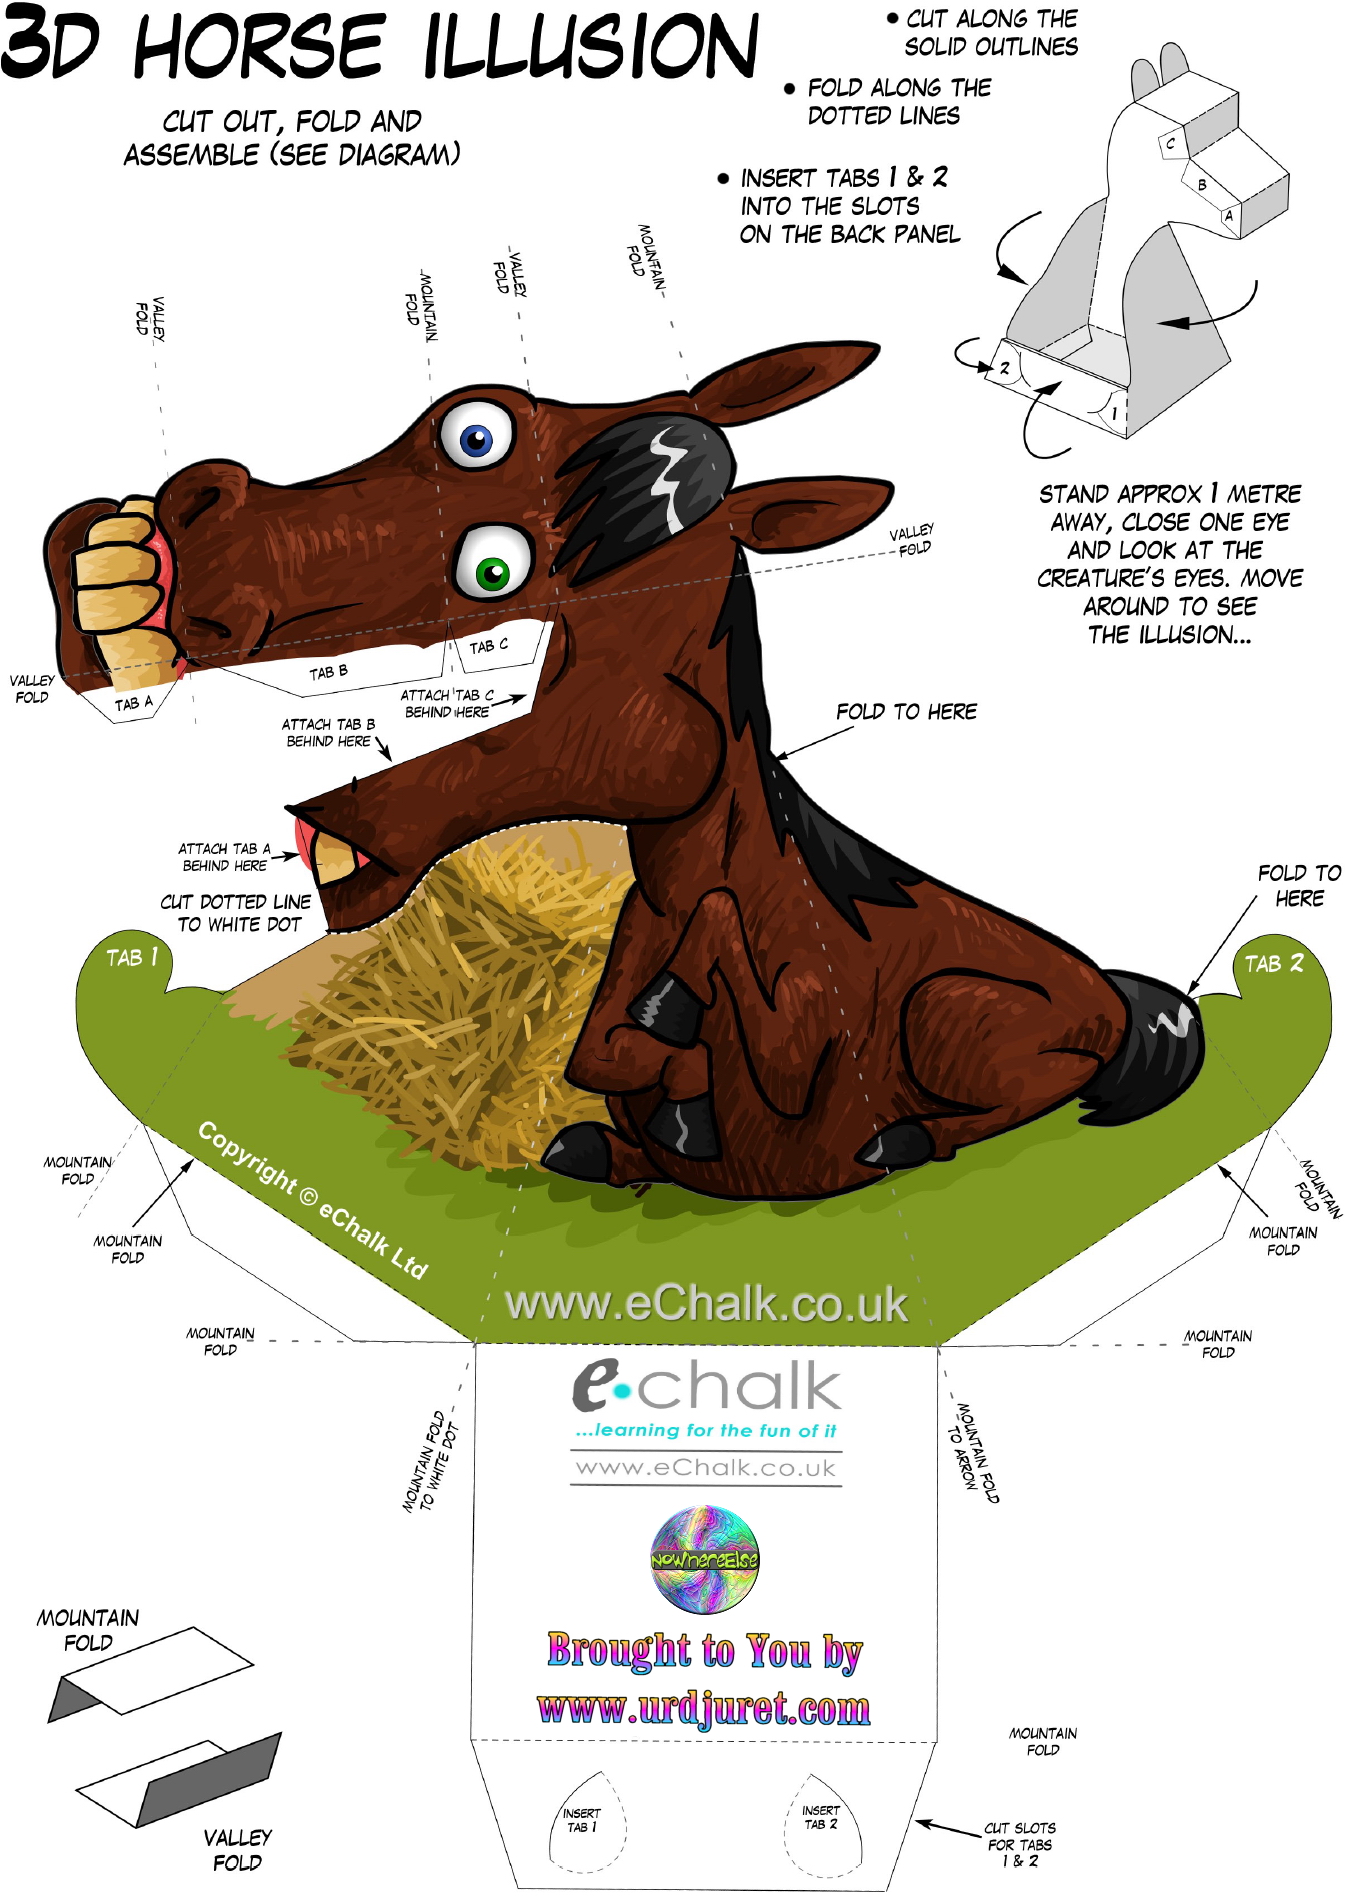 3D HORSE ILLUSION
CUT OUT, FOLD AND
ASSEMBLE (SEE DIAGRAM)
• CUT ALONG THE
SOLID OUTLINES
• FOLD ALONG THE
DOTTED LINES
• INSERT TABS 1 & 2
INTO THE SLOTS
ON THE BACK PANEL
C
B
A
2
1
STAND APPROX 1 METRE
AWAY, CLOSE ONE EYE
AND LOOK AT THE
CREATURE'S EYES. MOVE
AROUND TO SEE
THE ILLUSION...
VALLEY
FOLD
MOUNTAIN
FOLD
VALLEY
FOLD
MOUNTAIN
FOLD
VALLEY
FOLD
VALLEY
FOLD
TAB A
TAB B
TAB C
ATTACH TAB C
BEHIND HERE
ATTACH TAB B
BEHIND HERE
FOLD TO HERE
ATTACH TAB A
BEHIND HERE
CUT DOTTED LINE
TO WHITE DOT
FOLD TO
HERE
TAB 1
TAB 2
MOUNTAIN
FOLD
MOUNTAIN
FOLD
Copyright © eChalk Ltd
MOUNTAIN
FOLD
MOUNTAIN
FOLD
www.eChalk.co.uk
MOUNTAIN
FOLD
MOUNTAIN
FOLD
MOUNTAIN FOLD
TO WHITE DOT
MOUNTAIN FOLD
TO ARROW
e·chalk
...learning for the fun of it
www.eChalk.co.uk
NoWhereElse
Brought to You by
www.urdjuret.com
MOUNTAIN
FOLD
VALLEY
FOLD
MOUNTAIN
FOLD
INSERT
TAB 1
INSERT
TAB 2
CUT SLOTS
FOR TABS
1 & 2